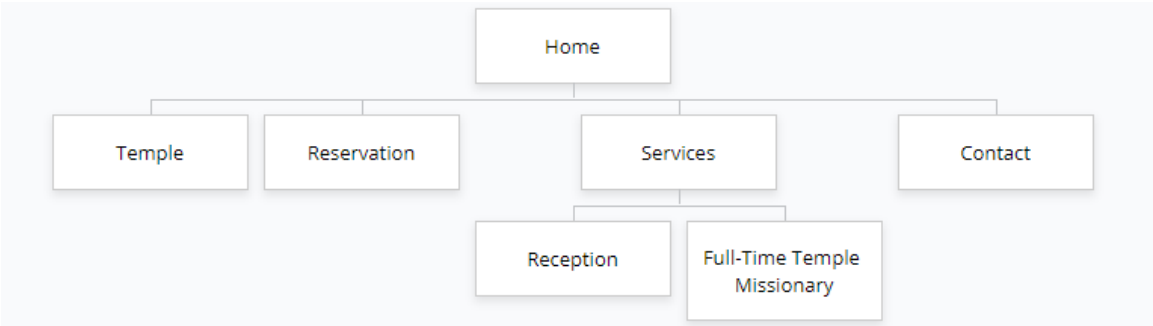 Home
Temple
Reservation
Services
Contact
Reception
Full-Time Temple
Missionary